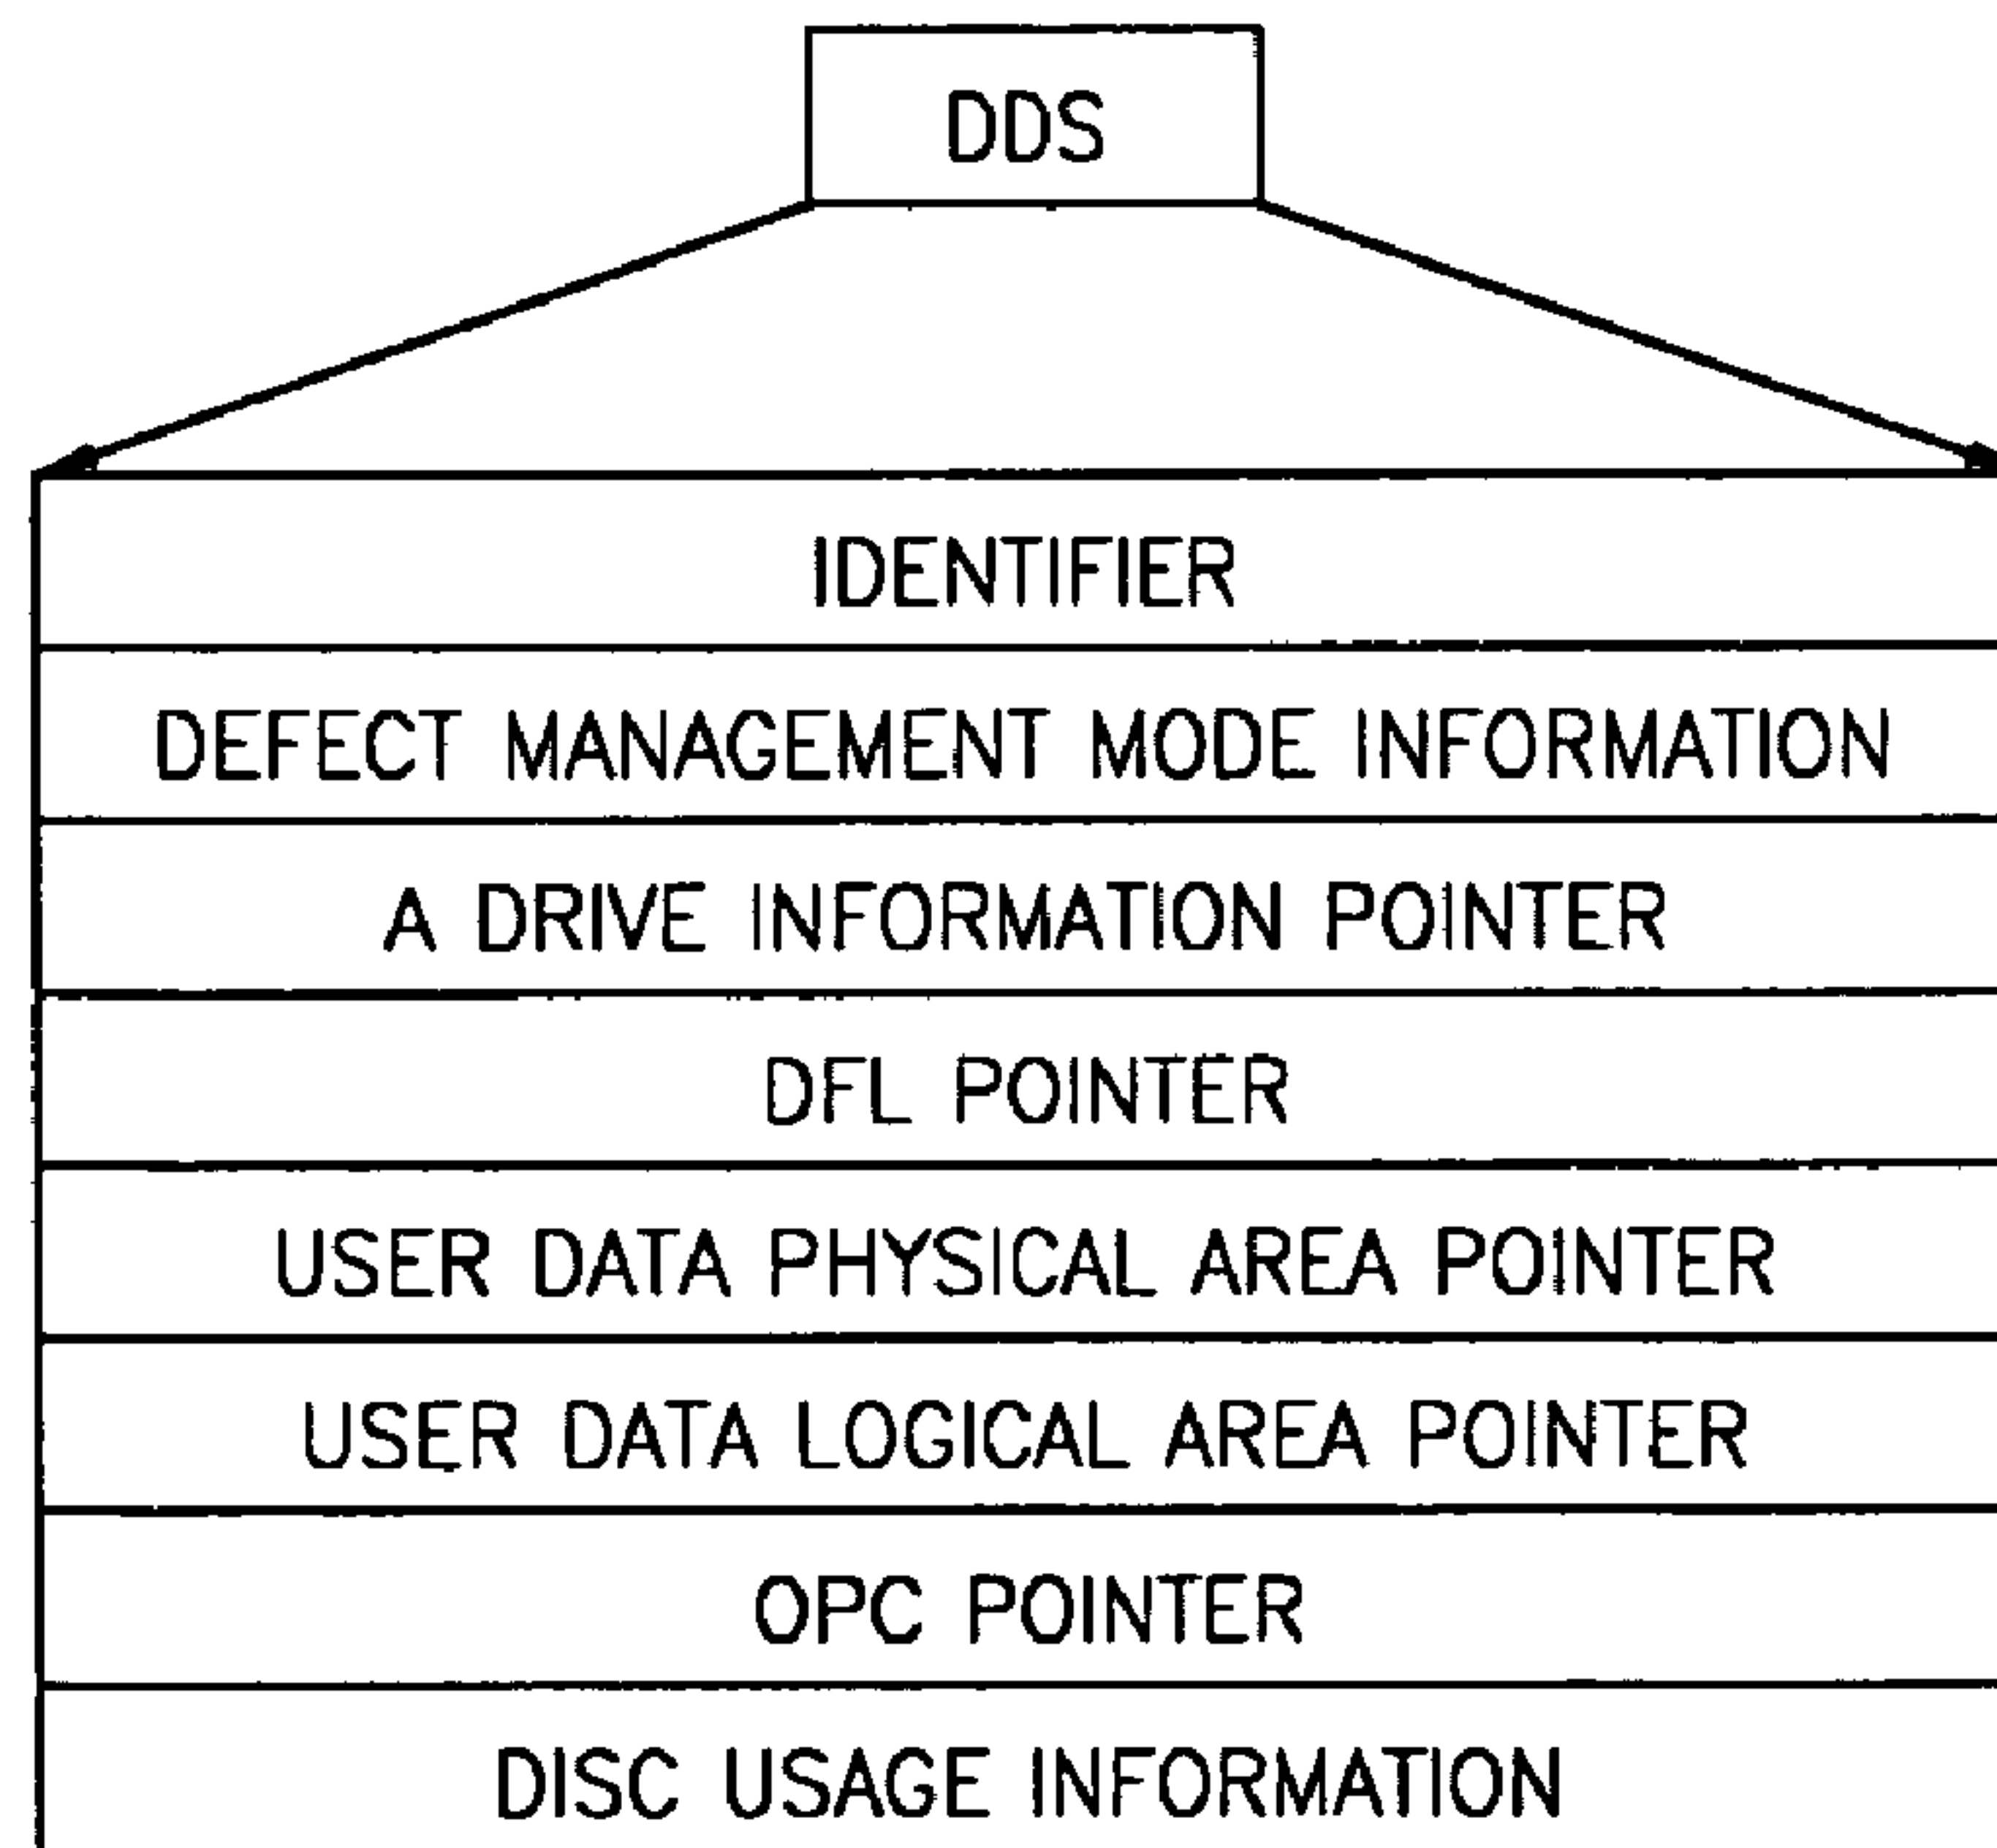 DDS
IDENTIFIER
DEFECT MANAGEMENT MODE INFORMATION
A DRIVE INFORMATION POINTER
DFL POINTER
USER DATA PHYSICAL AREA POINTER
USER DATA LOGICAL AREA POINTER
OPC POINTER
DISC USAGE INFORMATION